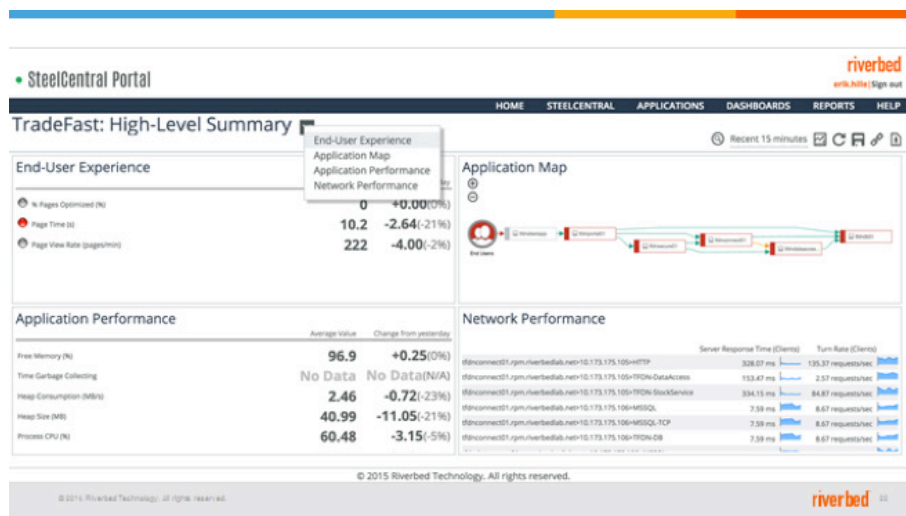 riverbed
SteelCentral Portal
erik.hille | Sign out
HOME STEELCENTRAL APPLICATIONS DASHBOARDS REPORTS HELP
TradeFast: High-Level Summary
End-User Experience
Application Map
Application Performance
Network Performance
Recent 15 minutes
End-User Experience
% Pages Optimized (%) 0 +0.00(0%)
Page Time (s) 10.2 -2.64(-21%)
Page View Rate (pages/min) 222 -4.00(-2%)
Application Map
End Users
Application Performance
Average Value Change from yesterday
Free Memory (%) 96.9 +0.25(0%)
Time Garbage Collecting No Data No Data(N/A)
Heap Consumption (MB/s) 2.46 -0.72(-23%)
Heap Size (MB) 40.99 -11.05(-21%)
Process CPU (%) 60.48 -3.15(-5%)
Network Performance
Server Response Time (Clients) Turn Rate (Clients)
tfdnconnect01.rpm.riverbedlab.net>10.173.175.105>HTTP 328.07 ms 135.37 requests/sec
tfdnconnect01.rpm.riverbedlab.net>10.173.175.105>TFDN-DataAccess 153.47 ms 2.57 requests/sec
tfdnconnect01.rpm.riverbedlab.net>10.173.175.105>TFDN-StockService 334.15 ms 84.87 requests/sec
tfdnconnect01.rpm.riverbedlab.net>10.173.175.106>MSSQL 7.59 ms 8.67 requests/sec
tfdnconnect01.rpm.riverbedlab.net>10.173.175.106>MSSQL-TCP 7.59 ms 8.67 requests/sec
tfdnconnect01.rpm.riverbedlab.net>10.173.175.106>TFDN-DB 7.59 ms 8.67 requests/sec
© 2015 Riverbed Technology. All rights reserved.
Riverbed Technology. All rights reserved.
riverbed